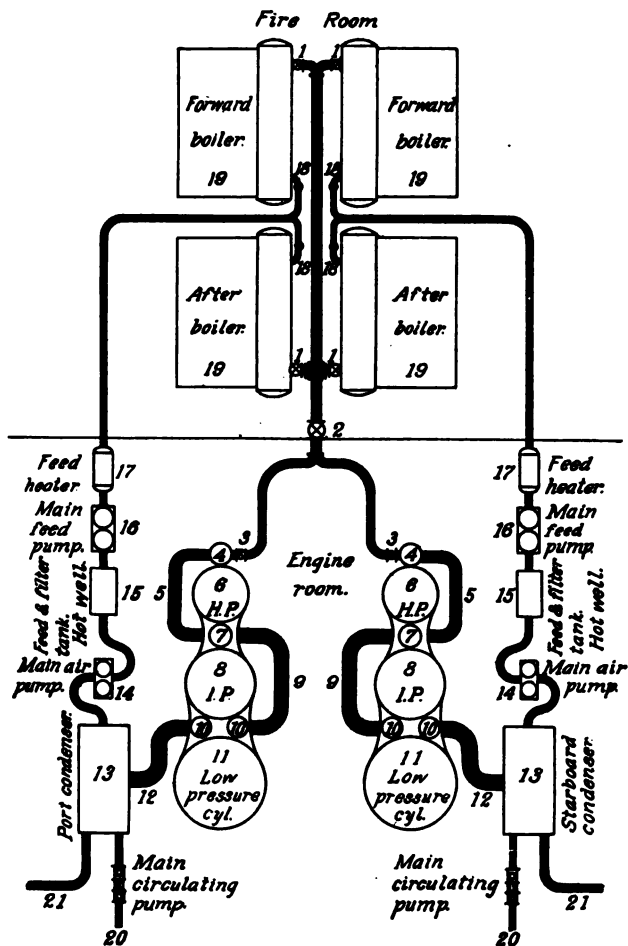 Fire Room
1 1
Forward
boiler.
19
Forward
boiler.
19
18 18
18 18
After
boiler.
19
After
boiler.
19
1 1
2
Feed
heater.
17
17
Feed
heater.
Main
feed
pump.
16
16
Main
feed
pump.
3
4
3
4
Engine
room.
5
6
H.P.
7
5
6
H.P.
7
Feed & filter
tank.
Hot well.
15
15
Feed & filter
tank.
Hot well.
8
I.P.
9
8
I.P.
9
Main air
pump.
14
14
Main air
pump.
10 10
10 10
Port condenser
13
12
11
Low
pressure
cyl.
11
Low
pressure
cyl.
12
13
Starboard
condenser.
Main
circulating
pump.
Main
circulating
pump.
21
20
20
21